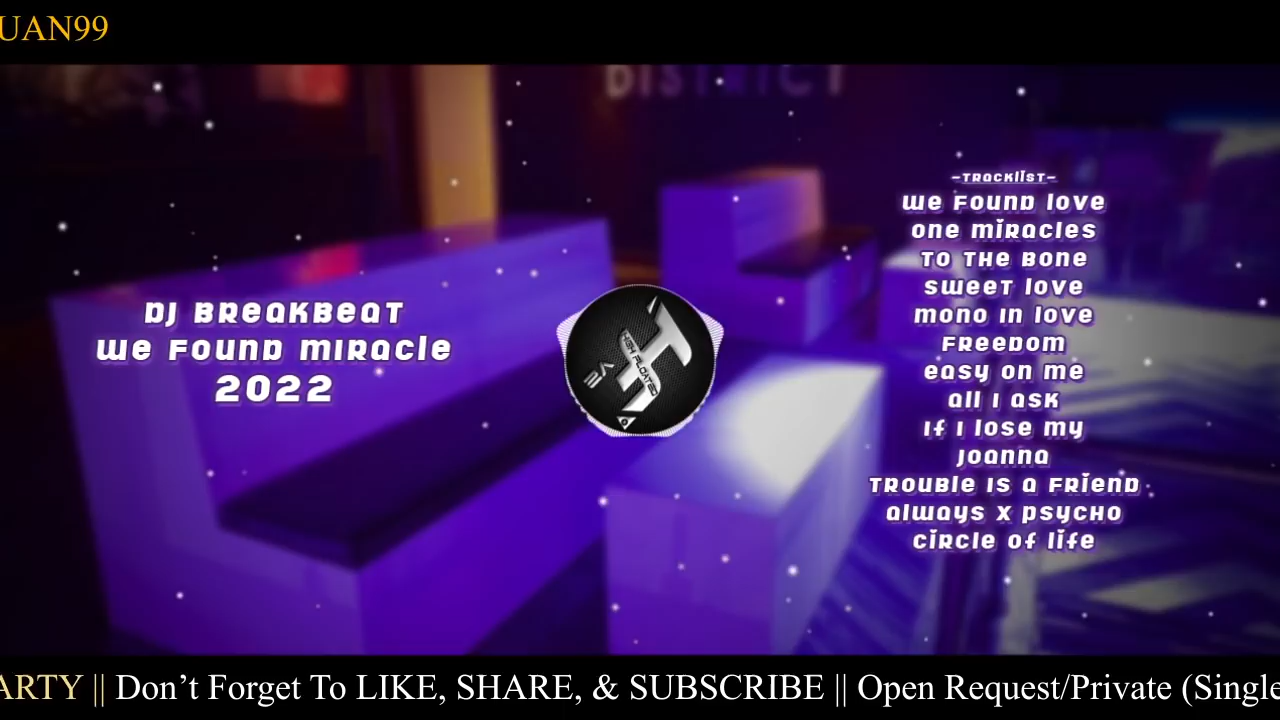 UAN99
DISTRICT
DJ BREAKBEAT
WE FOUND MIRACLE
2022
HIGH FLOATED
-TRACKLIST-
WE FOUND LOVE
ONE MIRACLES
TO THE BONE
SWEET LOVE
MONO IN LOVE
FREEDOM
EASY ON ME
ALL I ASK
IF I LOSE MY
JOANNA
TROUBLE IS A FRIEND
ALWAYS X PSYCHO
CIRCLE OF LIFE
ARTY || Don’t Forget To LIKE, SHARE, & SUBSCRIBE || Open Request/Private (Single